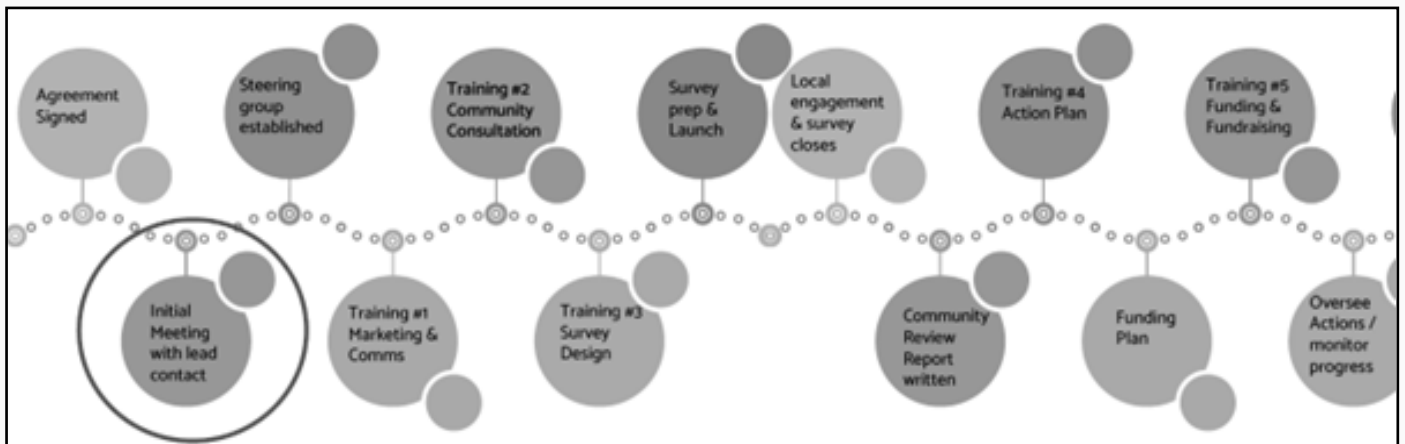 Agreement
Signed
Initial
Meeting
with lead
contact
Steering
group
established
Training #1
Marketing &
Comms
Training #2
Community
Consultation
Training #3
Survey
Design
Survey
prep &
Launch
Local
engagement
& survey
closes
Community
Review
Report
written
Training #4
Action Plan
Funding
Plan
Training #5
Funding &
Fundraising
Oversee
Actions /
monitor
progress